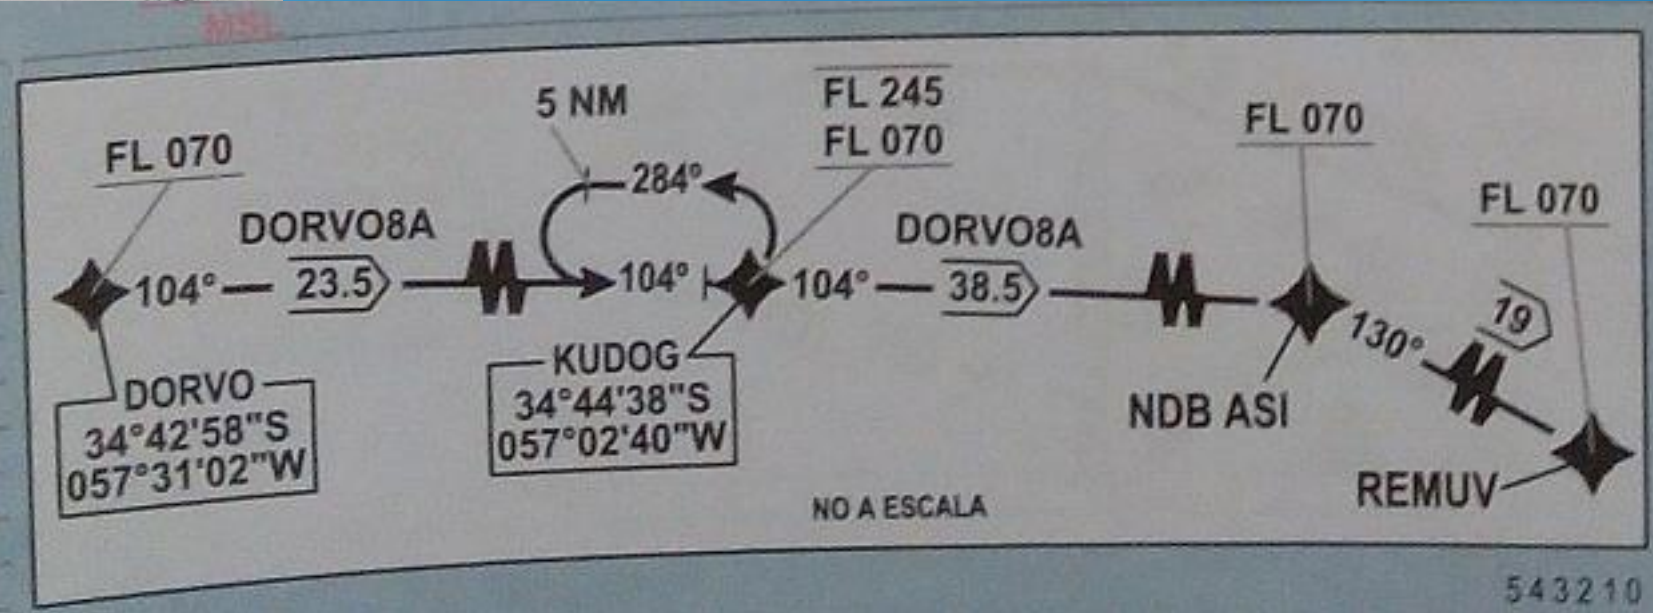 MSL
5 NM
FL 245
FL 070
FL 070
FL 070
FL 070
284°
DORVO8A
DORVO8A
104°
23.5
104°
104°
38.5
130°
19
KUDOG
34°44'38"S
057°02'40"W
DORVO
34°42'58"S
057°31'02"W
NDB ASI
REMUV
NO A ESCALA
543210